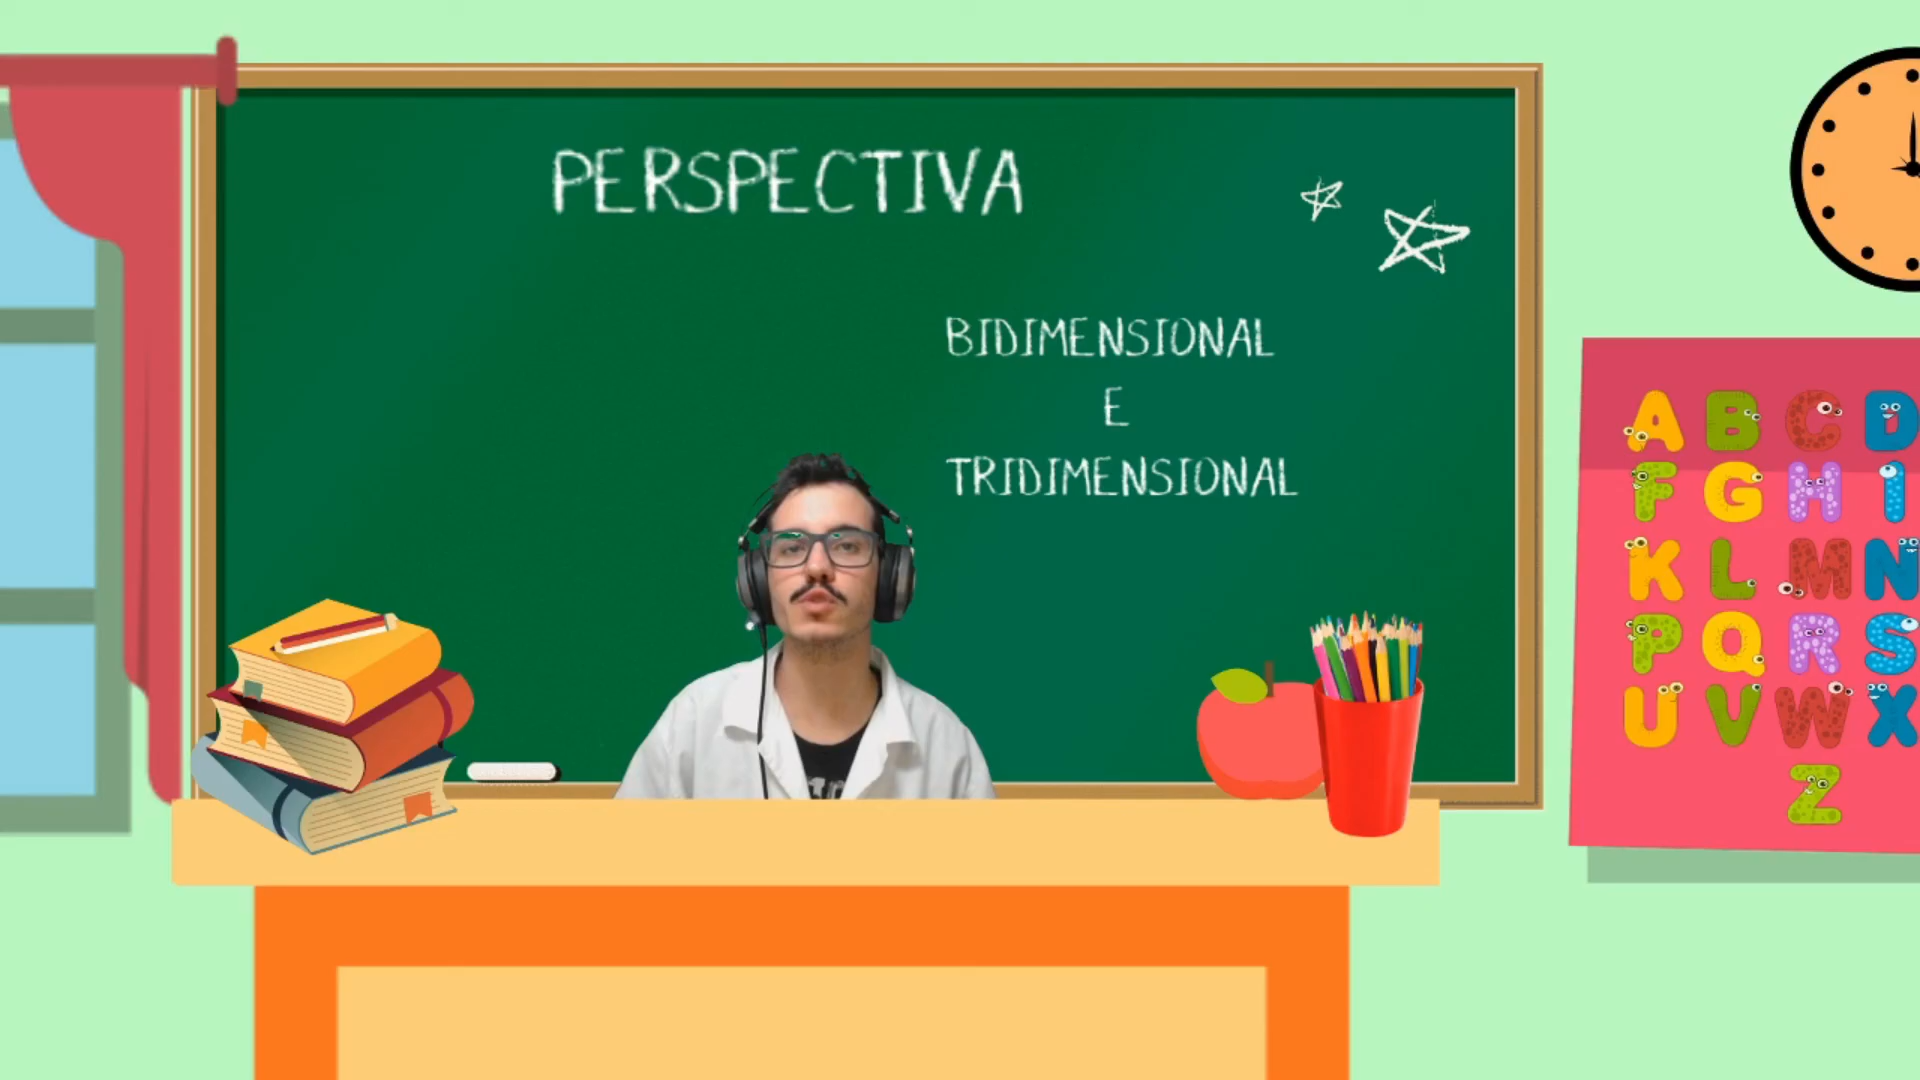 PERSPECTIVA
BIDIMENSIONAL
E
TRIDIMENSIONAL
A B C D
F G H I
K L M N
P Q R S
U V W X
Z